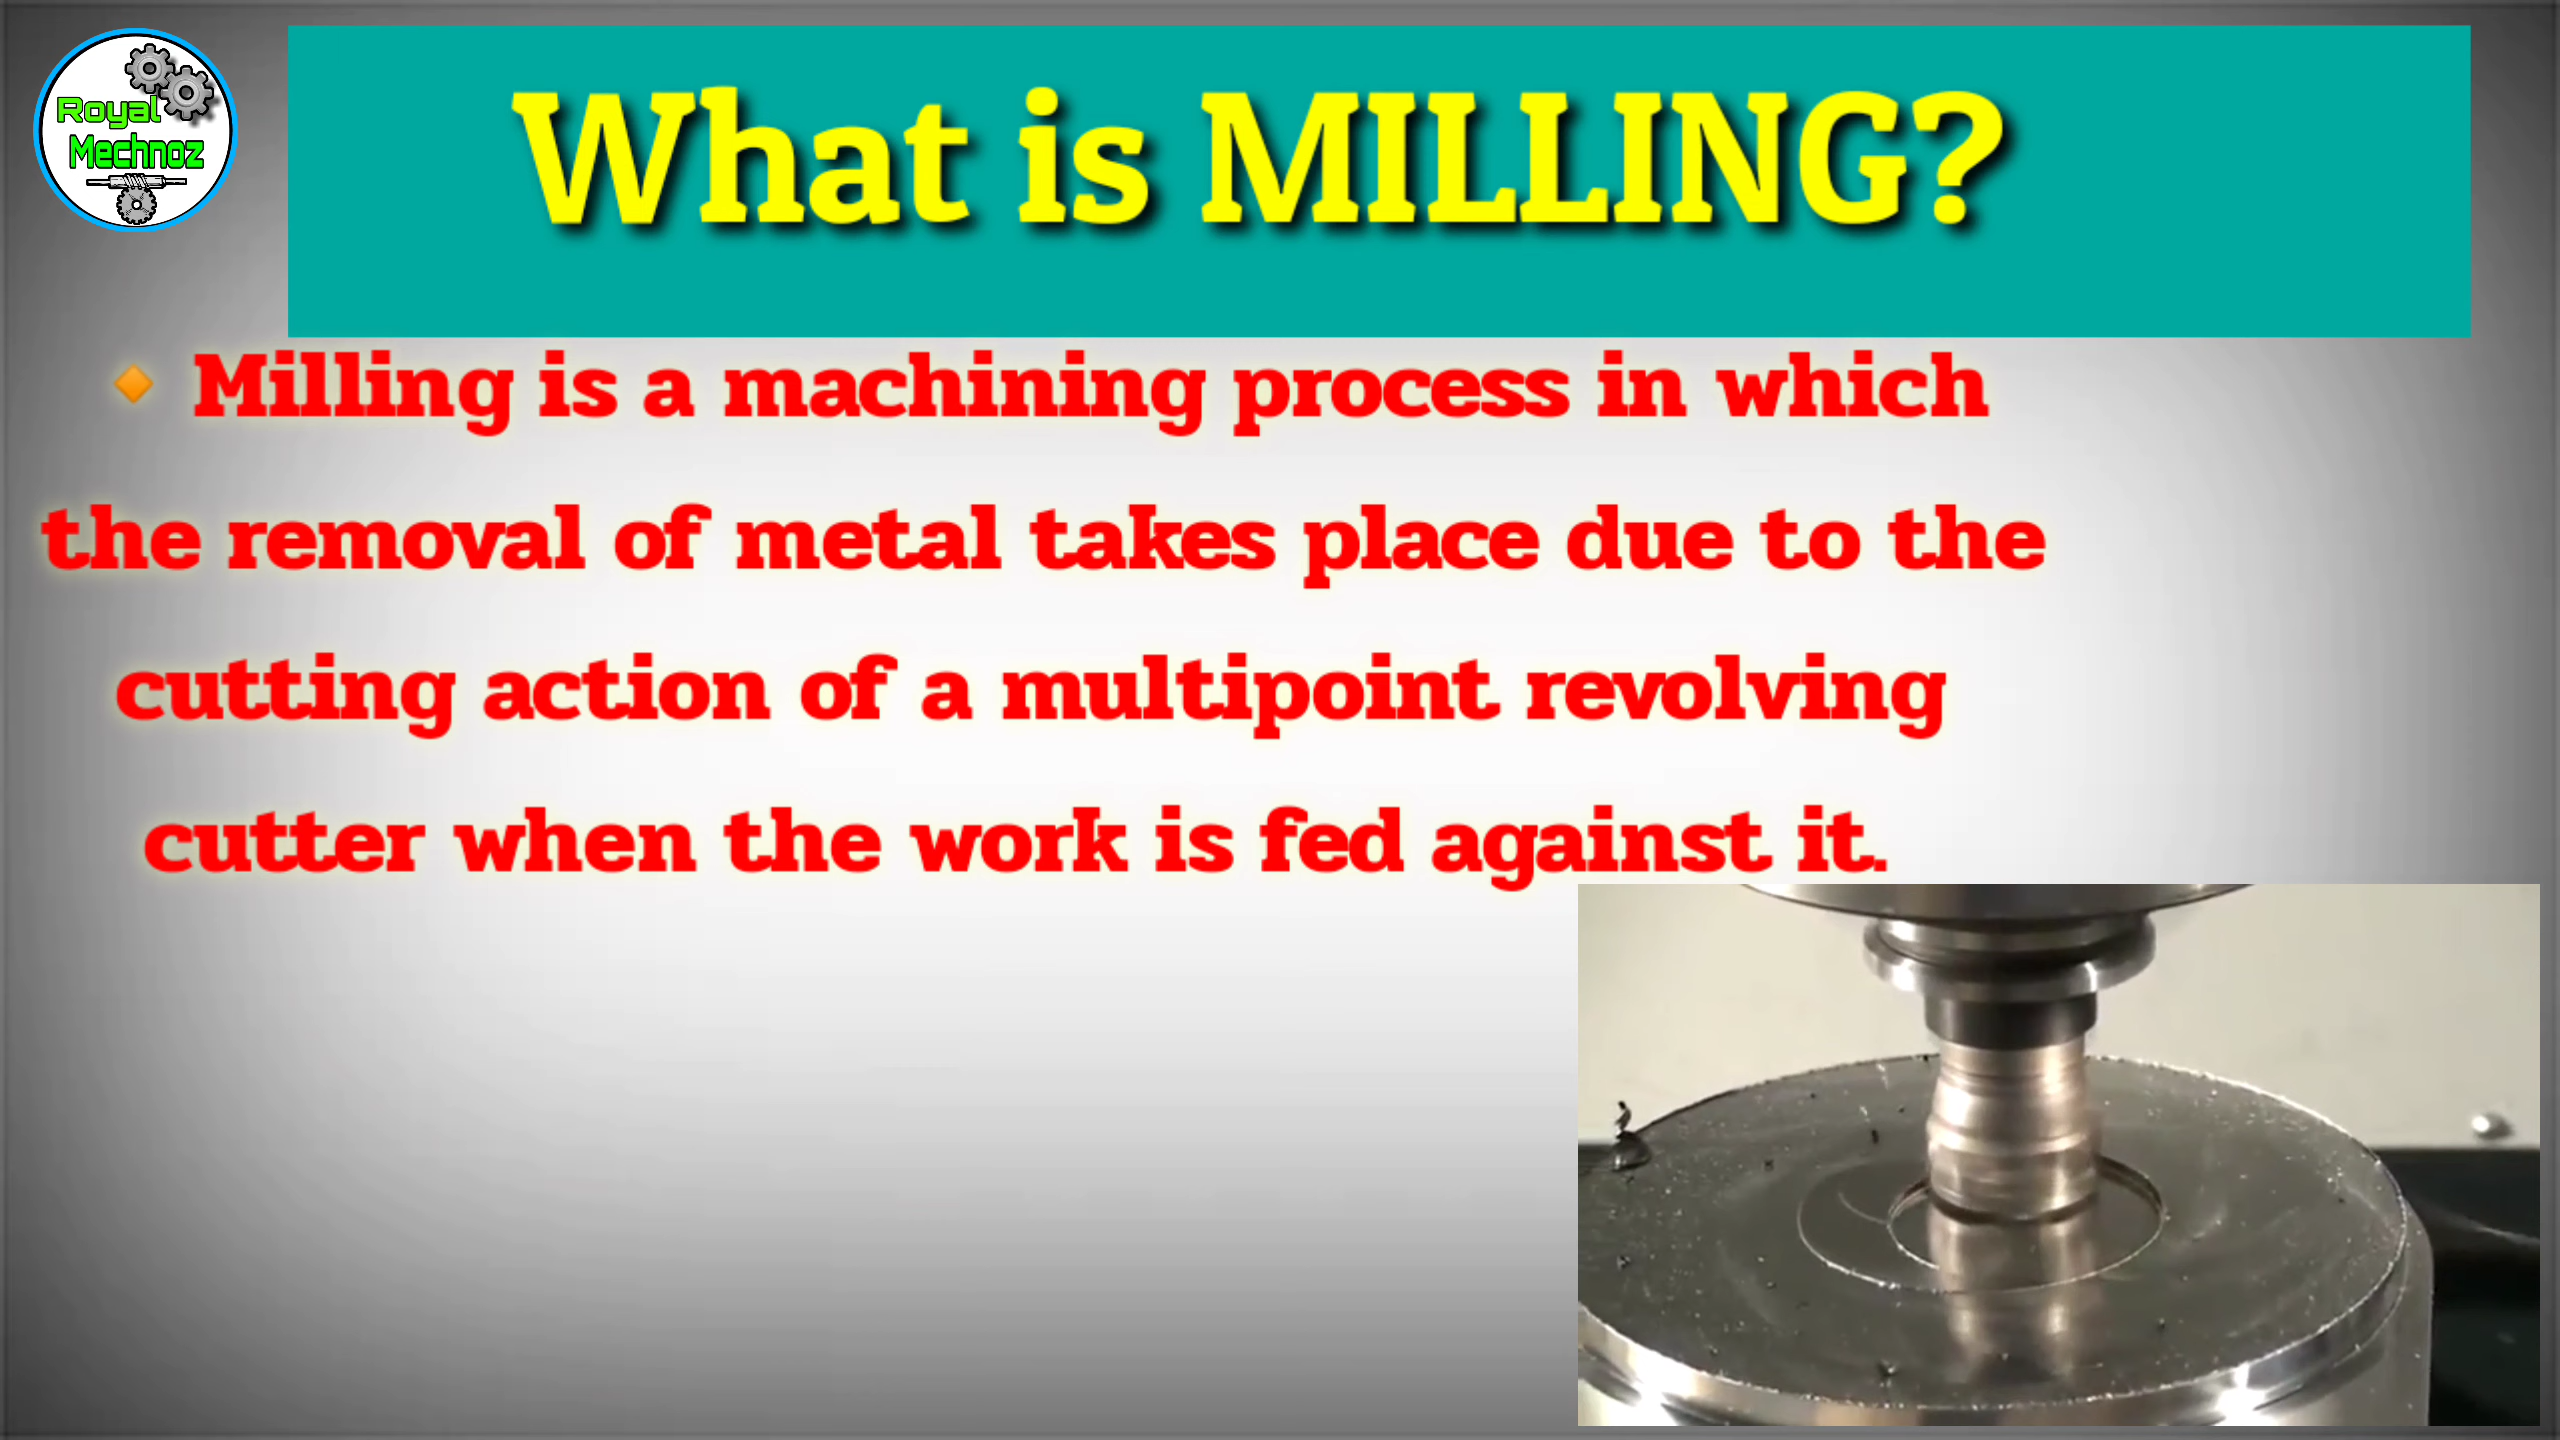 Royal
Mechnoz
What is MILLING?
🔸 Milling is a machining process in which
the removal of metal takes place due to the
cutting action of a multipoint revolving
cutter when the work is fed against it.